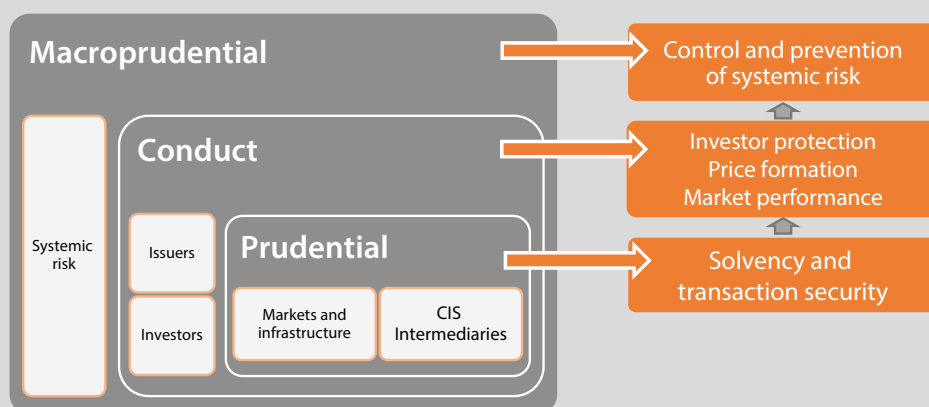 Macroprudential
Control and prevention
of systemic risk
Conduct
Investor protection
Price formation
Market performance
Systemic
risk
Issuers
Investors
Prudential
Markets and
infrastructure
CIS
Intermediaries
Solvency and
transaction security